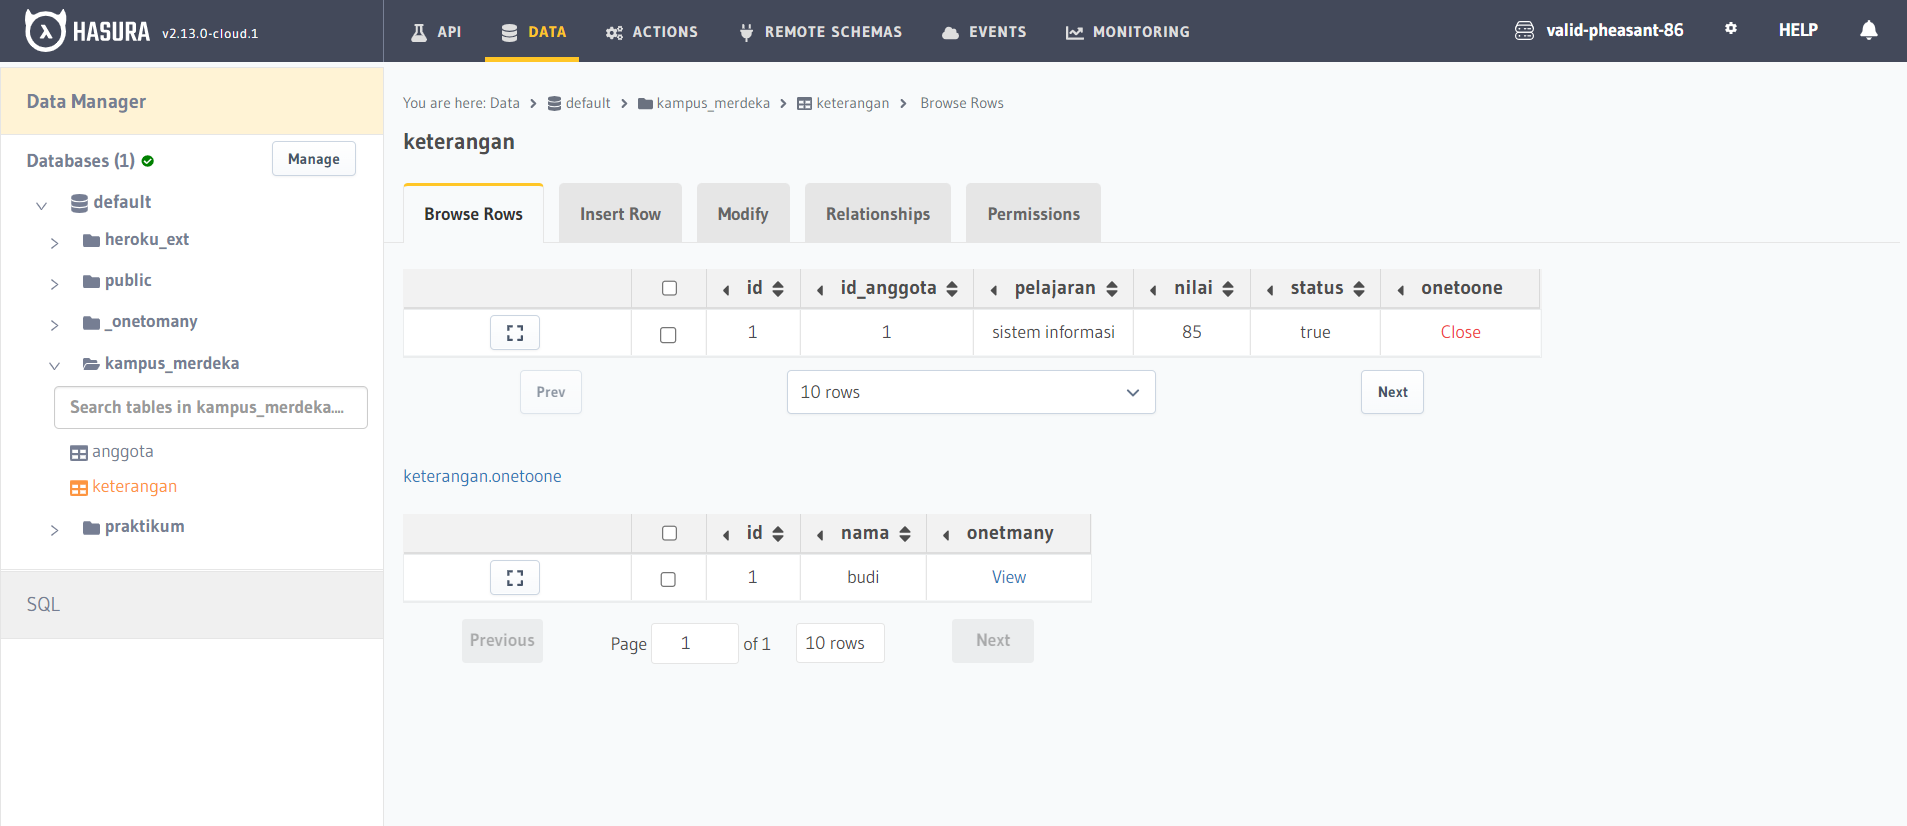 HASURA v2.13.0-cloud.1 API DATA ACTIONS REMOTE SCHEMAS EVENTS MONITORING valid-pheasant-86 HELP
Data Manager
Databases (1) Manage
default
heroku_ext
public
_onetomany
kampus_merdeka
Search tables in kampus_merdeka....
anggota
keterangan
praktikum
SQL
You are here: Data default kampus_merdeka keterangan Browse Rows
keterangan
Browse Rows Insert Row Modify Relationships Permissions
id id_anggota pelajaran nilai status onetoone
1 1 sistem informasi 85 true Close
Prev 10 rows Next
keterangan.onetoone
id nama onetmany
1 budi View
Previous Page 1 of 1 10 rows Next